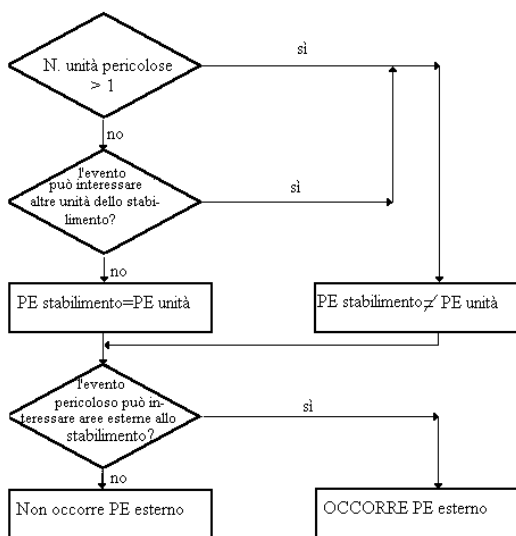 N. unità pericolose
> 1
sì
no
l'evento
può interessare
altre unità dello stabi-
limento?
sì
no
PE stabilimento=PE unità
PE stabilimento ≠ PE unità
l'evento
pericoloso può in-
teressare aree esterne allo
stabilimento?
sì
no
Non occorre PE esterno
OCCORRE PE esterno